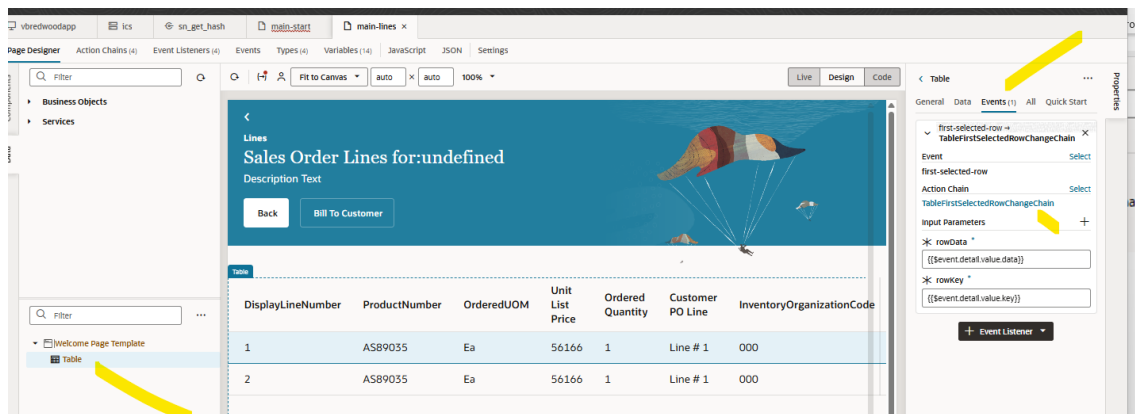 vbredwoodapp ics sn_get_hash main-start main-lines ×
Page Designer Action Chains (4) Event Listeners (4) Events Types (4) Variables (14) JavaScript JSON Settings
Filter
Business Objects
Services
Fit to Canvas auto × auto 100% Live Design Code
Lines
Sales Order Lines for:undefined
Description Text
Back Bill To Customer
Table
DisplayLineNumber ProductNumber OrderedUOM Unit List Price Ordered Quantity Customer PO Line InventoryOrganizationCode
1 AS89035 Ea 56166 1 Line # 1 000
2 AS89035 Ea 56166 1 Line # 1 000
Filter
Welcome Page Template
Table
Table
General Data Events (1) All Quick Start
first-selected-row →
TableFirstSelectedRowChangeChain
Event Select
first-selected-row
Action Chain Select
TableFirstSelectedRowChangeChain
Input Parameters +
rowData *
{{$event.detail.value.data}}
rowKey *
{{$event.detail.value.key}}
+ Event Listener
Properties